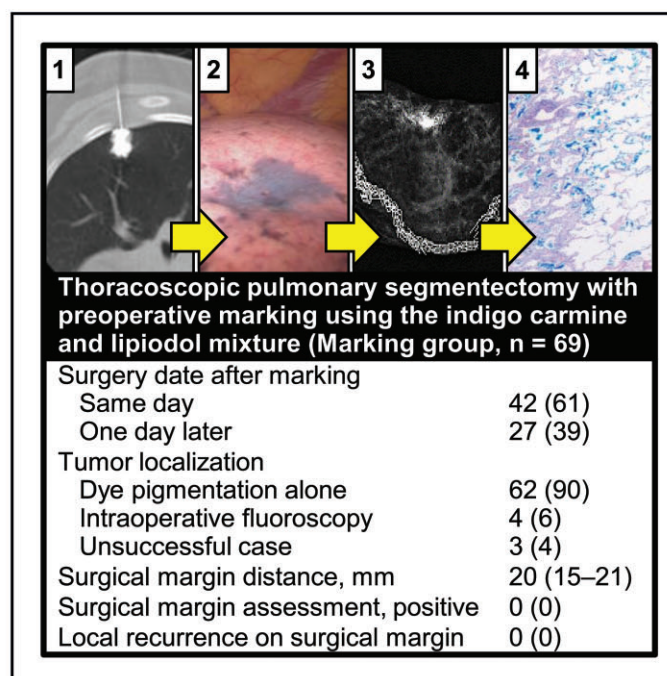 1 2 3 4
Thoracoscopic pulmonary segmentectomy with
preoperative marking using the indigo carmine
and lipiodol mixture (Marking group, n = 69)
Surgery date after marking
Same day 42 (61)
One day later 27 (39)
Tumor localization
Dye pigmentation alone 62 (90)
Intraoperative fluoroscopy 4 (6)
Unsuccessful case 3 (4)
Surgical margin distance, mm 20 (15–21)
Surgical margin assessment, positive 0 (0)
Local recurrence on surgical margin 0 (0)